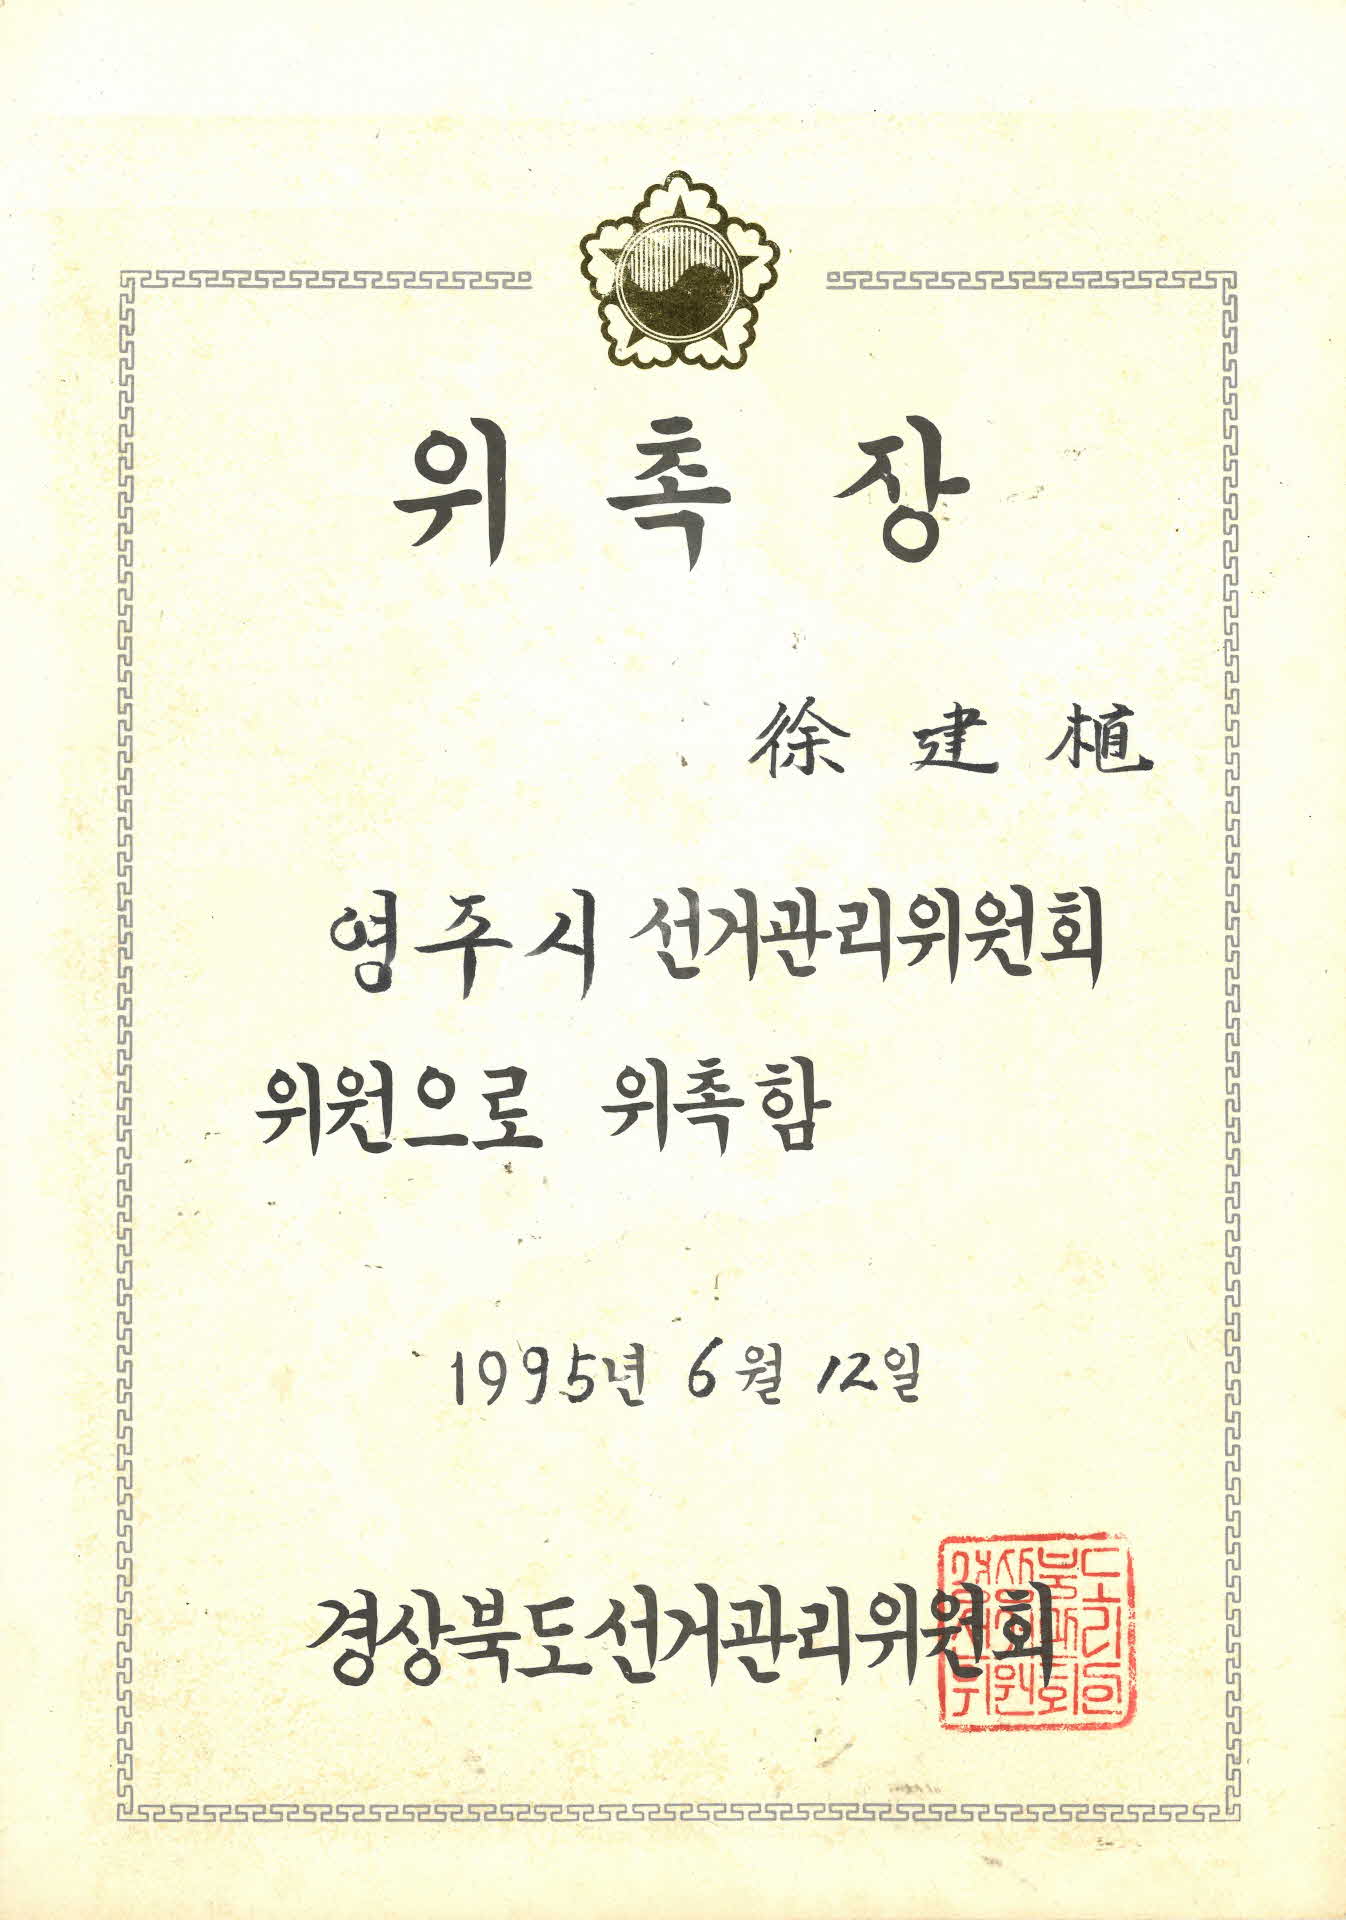 위 촉 장
徐 建 植
영주시 선거관리위원회
위원으로 위촉함
1995년 6월 12일
경상북도선거관리위원회